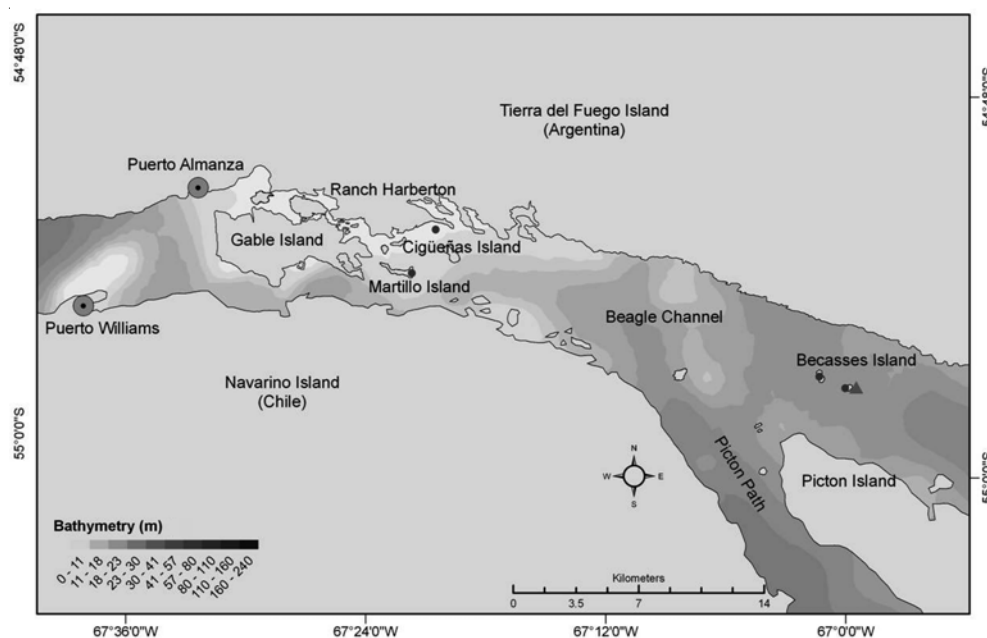 54°48'0"S
54°48'0"S
Tierra del Fuego Island
(Argentina)
Puerto Almanza
Ranch Harberton
Gable Island
Cigüeñas Island
Martillo Island
Puerto Williams
Beagle Channel
Becasses Island
Navarino Island
(Chile)
55°0'0"S
Picton Path
N
W
E
S
Picton Island
55°0'0"S
Bathymetry (m)
0 - 11
11 - 18
18 - 23
23 - 30
30 - 41
41 - 57
57 - 80
80 - 110
110 - 160
160 - 240
Kilometers
0 3.5 7 14
67°36'0"W
67°24'0"W
67°12'0"W
67°0'0"W